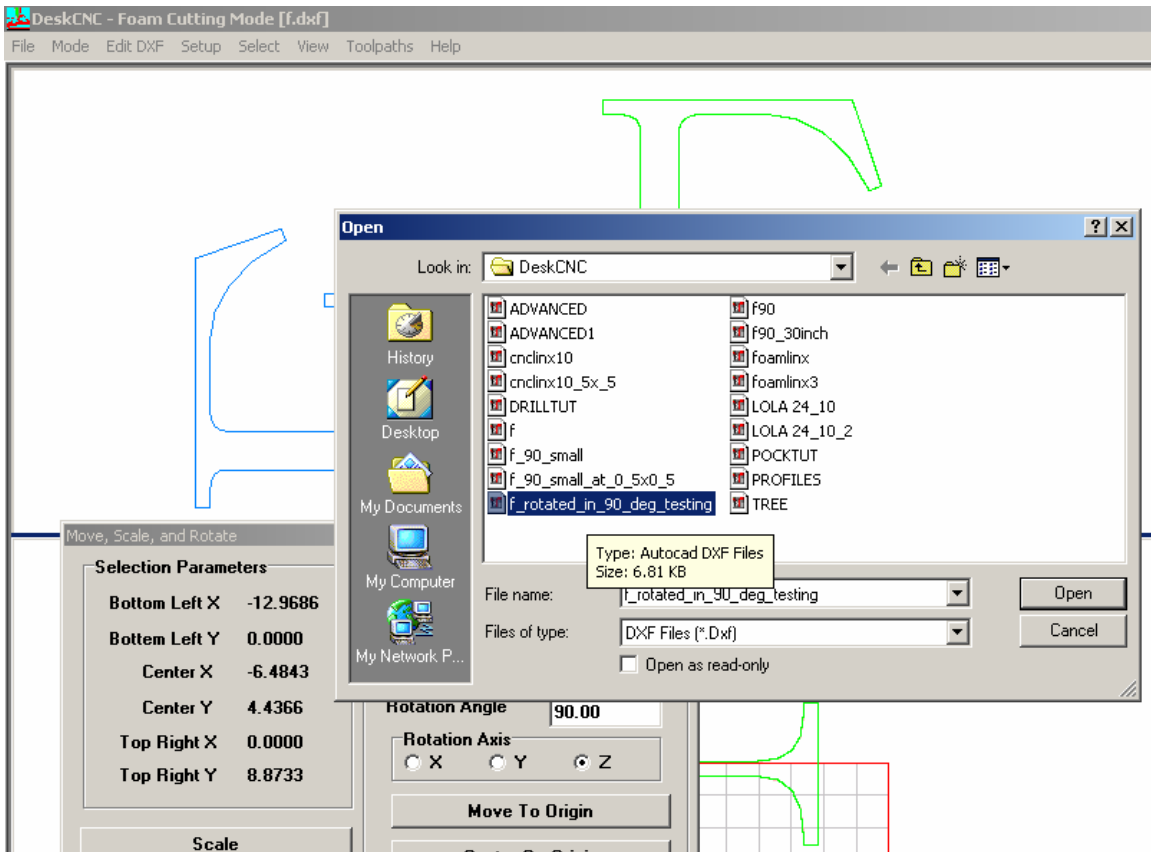 DeskCNC - Foam Cutting Mode [f.dxf]
File Mode Edit DXF Setup Select View Toolpaths Help
Open
Look in: DeskCNC
History
Desktop
My Documents
My Computer
My Network P...
ADVANCED
ADVANCED1
cnclinx10
cnclinx10_5x_5
DRILLTUT
f
f_90_small
f_90_small_at_0_5x0_5
f_rotated_in_90_deg_testing
f90
f90_30inch
foamlinx
foamlinx3
LOLA 24_10
LOLA 24_10_2
POCKTUT
PROFILES
TREE
Type: Autocad DXF Files
Size: 6.81 KB
File name: f_rotated_in_90_deg_testing Open
Files of type: DXF Files (*.Dxf) Cancel
Open as read-only
Move, Scale, and Rotate
Selection Parameters
Bottom Left X -12.9686
Bottem Left Y 0.0000
Center X -6.4843
Center Y 4.4366
Top Right X 0.0000
Top Right Y 8.8733
Scale
Rotation Angle 90.00
Rotation Axis
X Y Z
Move To Origin